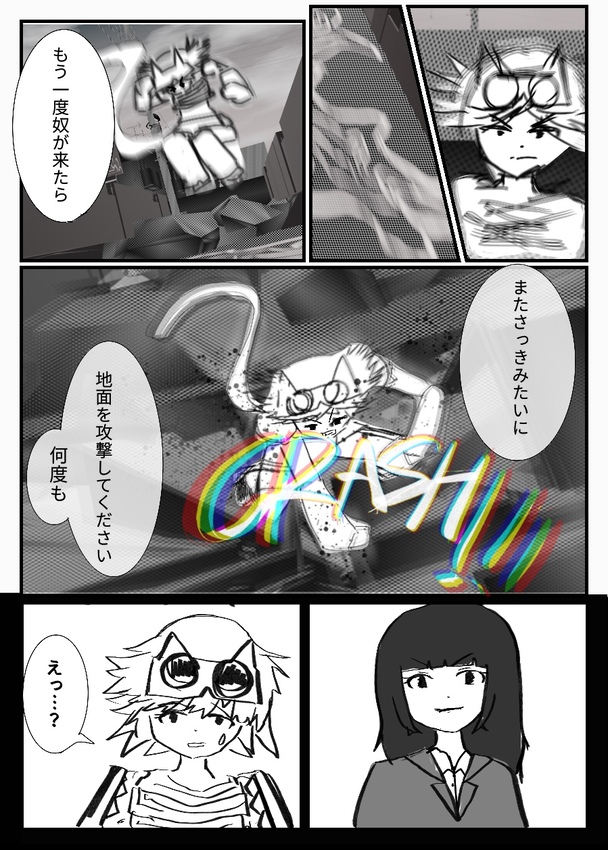 もう一度奴が来たら
またさっきみたいに
地面を攻撃してください
何度も
CRASH!!!
えっ…？